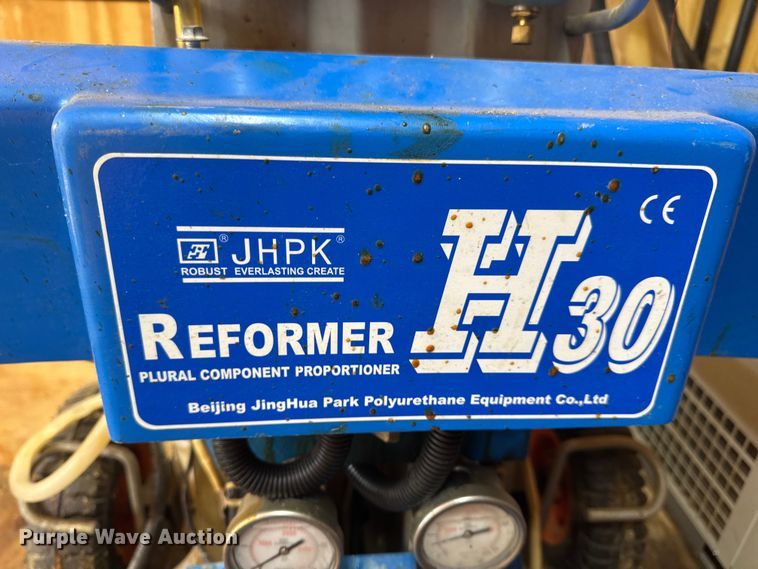 ® JHPK ®
ROBUST EVERLASTING CREATE
H30
CE
REFORMER
PLURAL COMPONENT PROPORTIONER
Beijing JingHua Park Polyurethane Equipment Co.,Ltd
Purple Wave Auction